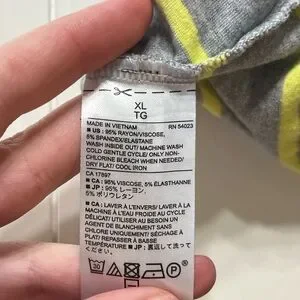 XL
TG
MADE IN VIETNAM RN 54023
■ US : 95% RAYON/VISCOSE,
5% SPANDEX/ELASTANE
WASH INSIDE OUT/ MACHINE WASH
COLD GENTLE CYCLE/ ONLY NON-
CHLORINE BLEACH WHEN NEEDED/
DRY FLAT/ COOL IRON
CA 17897
■ CA : 95% VISCOSE, 5% ÉLASTHANNE
■ JP : 95% レーヨン,
5% ポリウレタン
■ CA : LAVER À L'ENVERS/ LAVER À LA
MACHINE À L'EAU FROIDE AU CYCLE
DÉLICAT/ UTILISER AU BESOIN UN
AGENT DE BLANCHIMENT SANS
CHLORE UNIQUEMENT/ SÉCHAGE À
PLAT/ REPASSER À BASSE
TEMPÉRATURE ■ JP: 裏返して洗って
ください。
30
P